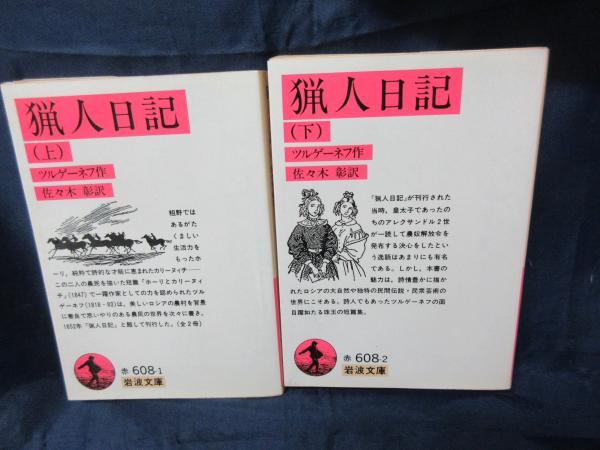 猟人日記
(上)
ツルゲーネフ作
佐々木 彰訳
粗野では
あるがた
くましい
生活力を
もったホ
ーリ，純粋で詩的な才能に恵まれたカリーヌイチ──
この二人の農民を描いた短篇「ホーリとカリーヌイ
チ」(1847)で一躍作家としての力を認められたツル
ゲーネフ(1818-83)は，美しいロシアの農村を背景
に善良で思いやりのある農民の世界を次々に書き，
1852年「猟人日記」と題して刊行した。(全2冊)
赤 608-1
岩波文庫
猟人日記
(下)
ツルゲーネフ作
佐々木 彰訳
「猟人日記」が刊行された
当時，皇太子であったの
ちのアレクサンドル2世
が一読して農奴解放令を
発布する決心をしたとい
う逸話はあまりにも有名
である。しかし，本書の
魅力は，詩情豊かに描か
れたロシアの大自然や独特の民間伝説・民衆芸術の
世界にこそある。詩人でもあったツルゲーネフの面
目躍如たる珠玉の短篇集。
赤 608-2
岩波文庫